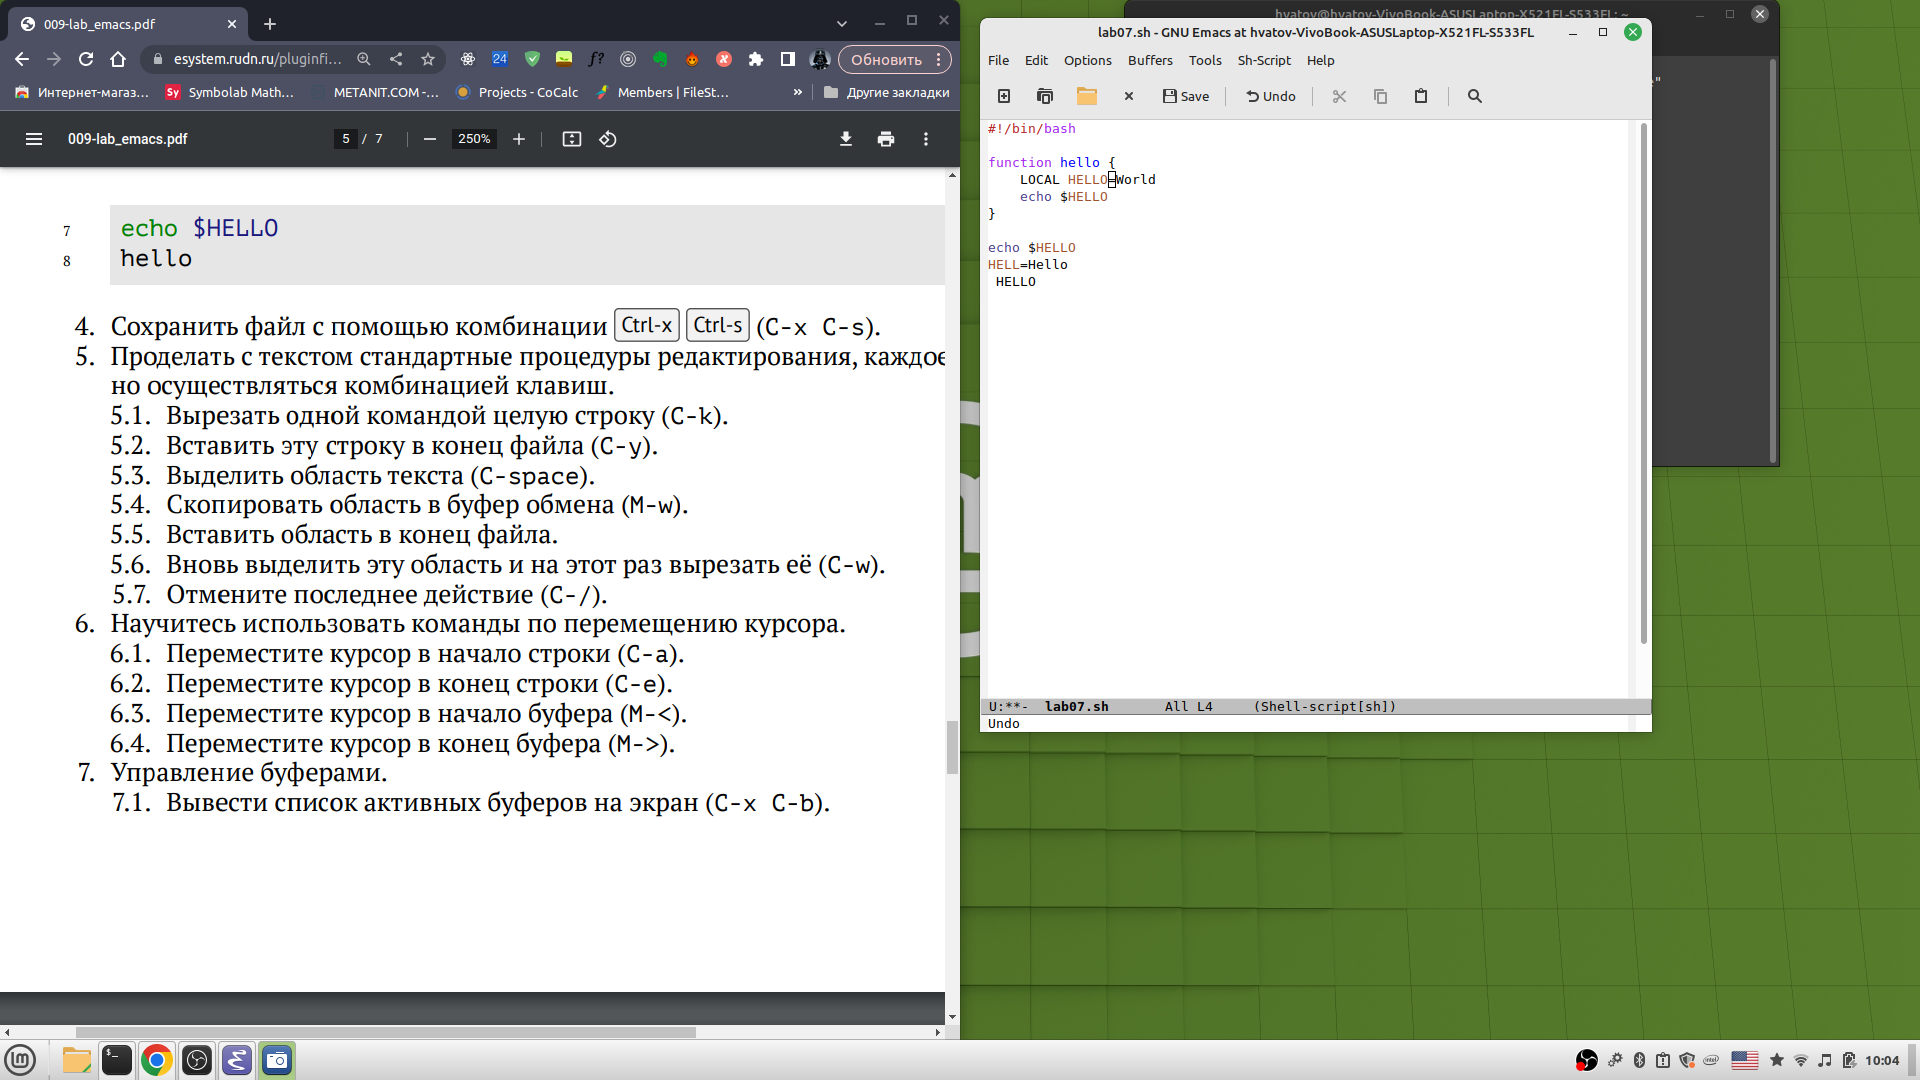 009-lab_emacs.pdf
esystem.rudn.ru/pluginfi...
24
f?
Обновить
Интернет-магаз...
Sy
Symbolab Math...
METANIT.COM -...
Projects - CoCalc
Members | FileSt...
»
Другие закладки
009-lab_emacs.pdf
5 / 7
250%
7 echo $HELLO
8 hello
4. Сохранить файл с помощью комбинации Ctrl-x Ctrl-s (C-x C-s).
5. Проделать с текстом стандартные процедуры редактирования, каждое
но осуществляться комбинацией клавиш.
5.1. Вырезать одной командой целую строку (C-k).
5.2. Вставить эту строку в конец файла (C-y).
5.3. Выделить область текста (C-space).
5.4. Скопировать область в буфер обмена (M-w).
5.5. Вставить область в конец файла.
5.6. Вновь выделить эту область и на этот раз вырезать её (C-w).
5.7. Отмените последнее действие (C-/).
6. Научитесь использовать команды по перемещению курсора.
6.1. Переместите курсор в начало строки (C-a).
6.2. Переместите курсор в конец строки (C-e).
6.3. Переместите курсор в начало буфера (M-<).
6.4. Переместите курсор в конец буфера (M->).
7. Управление буферами.
7.1. Вывести список активных буферов на экран (C-x C-b).
hvatov@hvatov-VivoBook-ASUSLaptop-X521FL-S533FL: ~
e"
lab07.sh - GNU Emacs at hvatov-VivoBook-ASUSLaptop-X521FL-S533FL
File Edit Options Buffers Tools Sh-Script Help
Save Undo
#!/bin/bash
function hello {
LOCAL HELLO=World
echo $HELLO
}
echo $HELLO
HELL=Hello
HELLO
U:**- lab07.sh All L4 (Shell-script[sh])
Undo
10:04